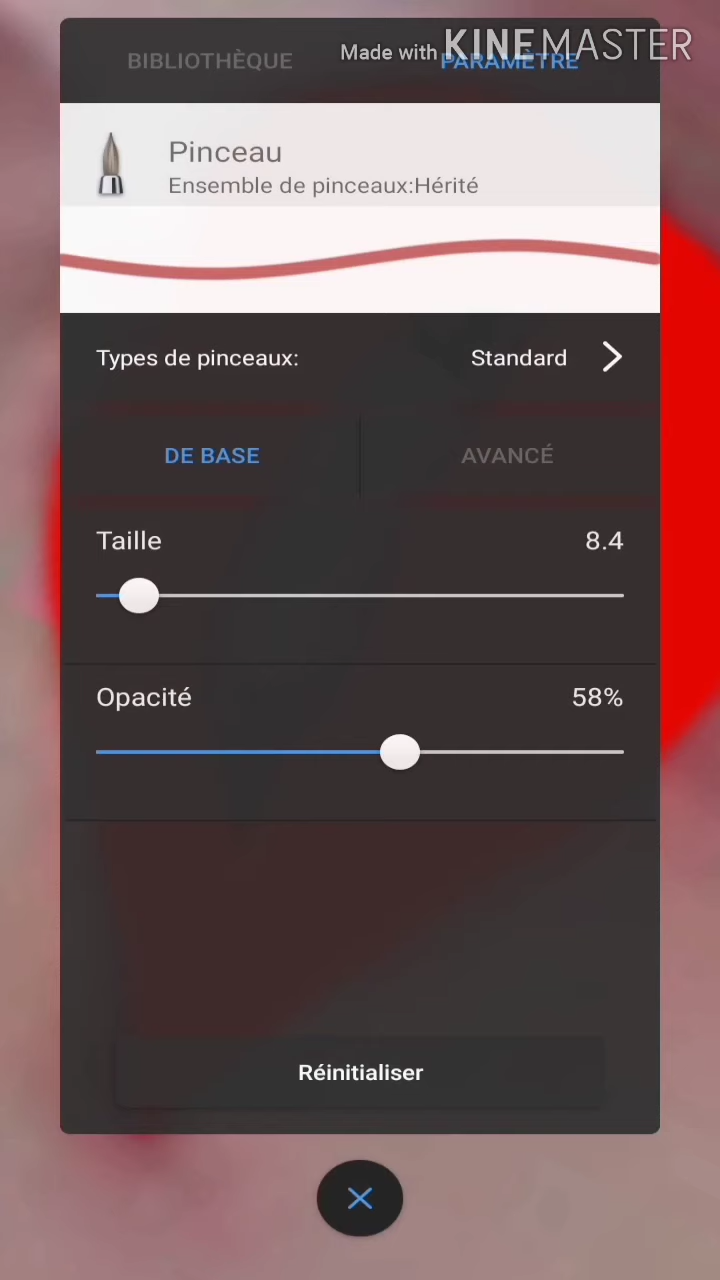 Made with KINEMASTER
BIBLIOTHÈQUE PARAMÈTRE
Pinceau
Ensemble de pinceaux:Hérité
Types de pinceaux: Standard
DE BASE AVANCÉ
Taille 8.4
Opacité 58%
Réinitialiser